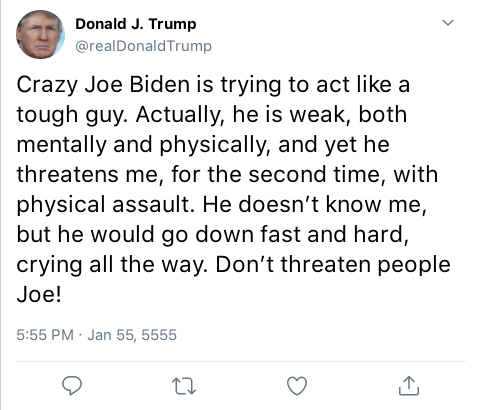 Donald J. Trump
@realDonaldTrump
Crazy Joe Biden is trying to act like a
tough guy. Actually, he is weak, both
mentally and physically, and yet he
threatens me, for the second time, with
physical assault. He doesn’t know me,
but he would go down fast and hard,
crying all the way. Don’t threaten people
Joe!
5:55 PM · Jan 55, 5555